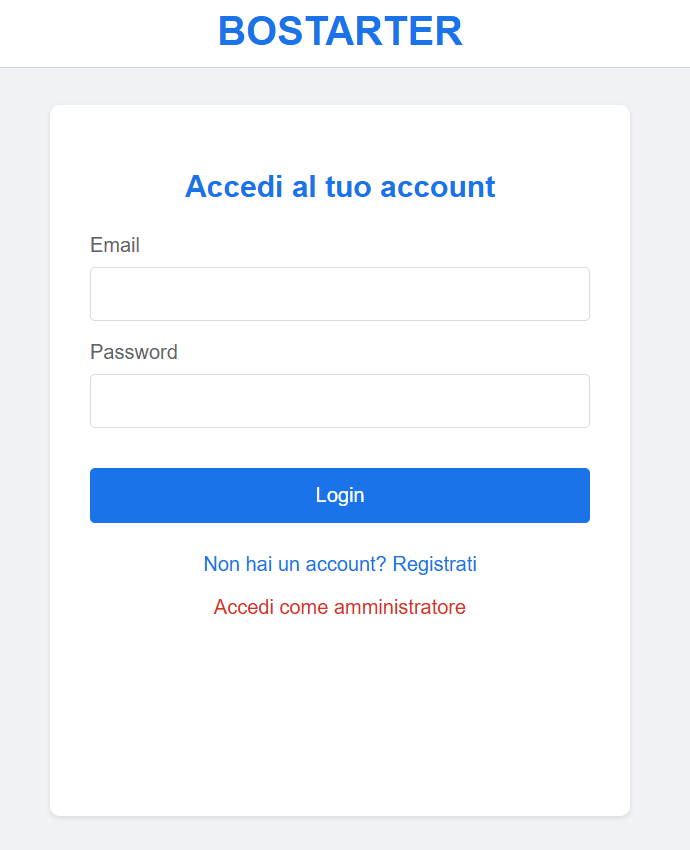 BOSTARTER
Accedi al tuo account
Email
Password
Login
Non hai un account? Registrati
Accedi come amministratore